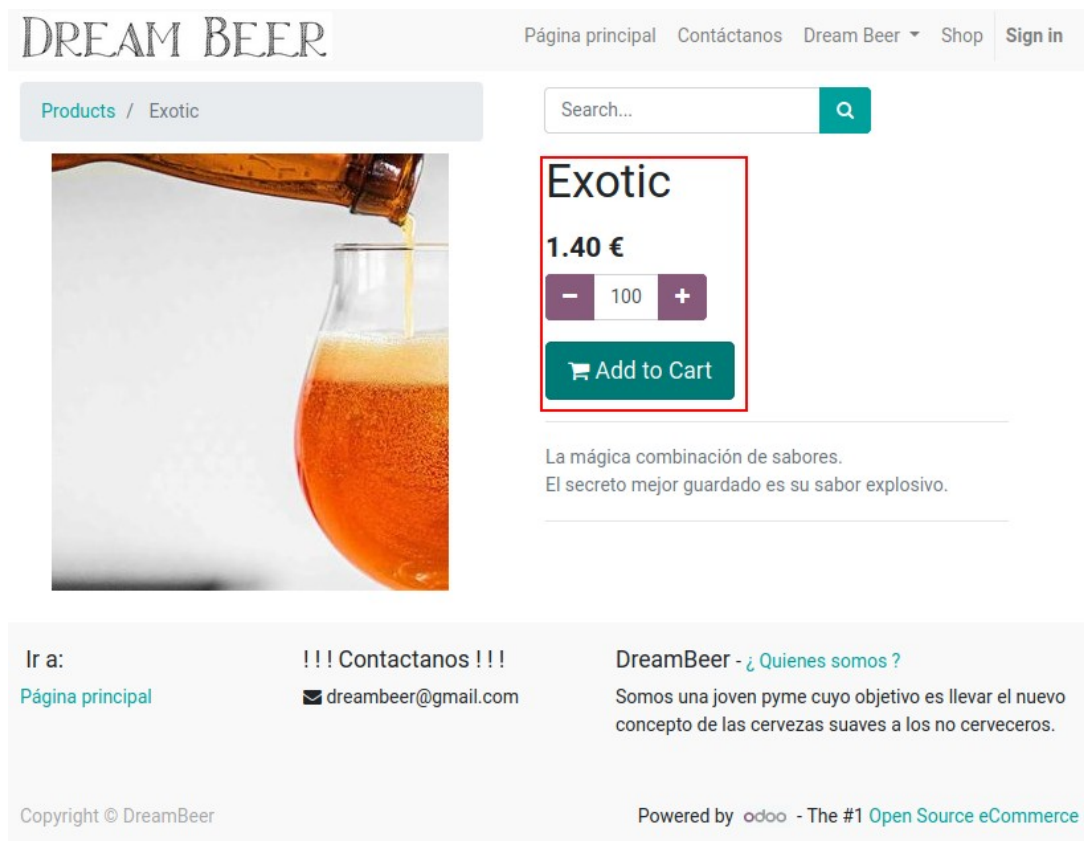 DREAM BEER
Página principal Contáctanos Dream Beer Shop Sign in
Products / Exotic
Search...
Exotic
1.40 €
− 100 +
Add to Cart
La mágica combinación de sabores.
El secreto mejor guardado es su sabor explosivo.
Ir a:
Página principal
! ! ! Contactanos ! ! !
dreambeer@gmail.com
DreamBeer - ¿ Quienes somos ?
Somos una joven pyme cuyo objetivo es llevar el nuevo
concepto de las cervezas suaves a los no cerveceros.
Copyright © DreamBeer
Powered by odoo - The #1 Open Source eCommerce